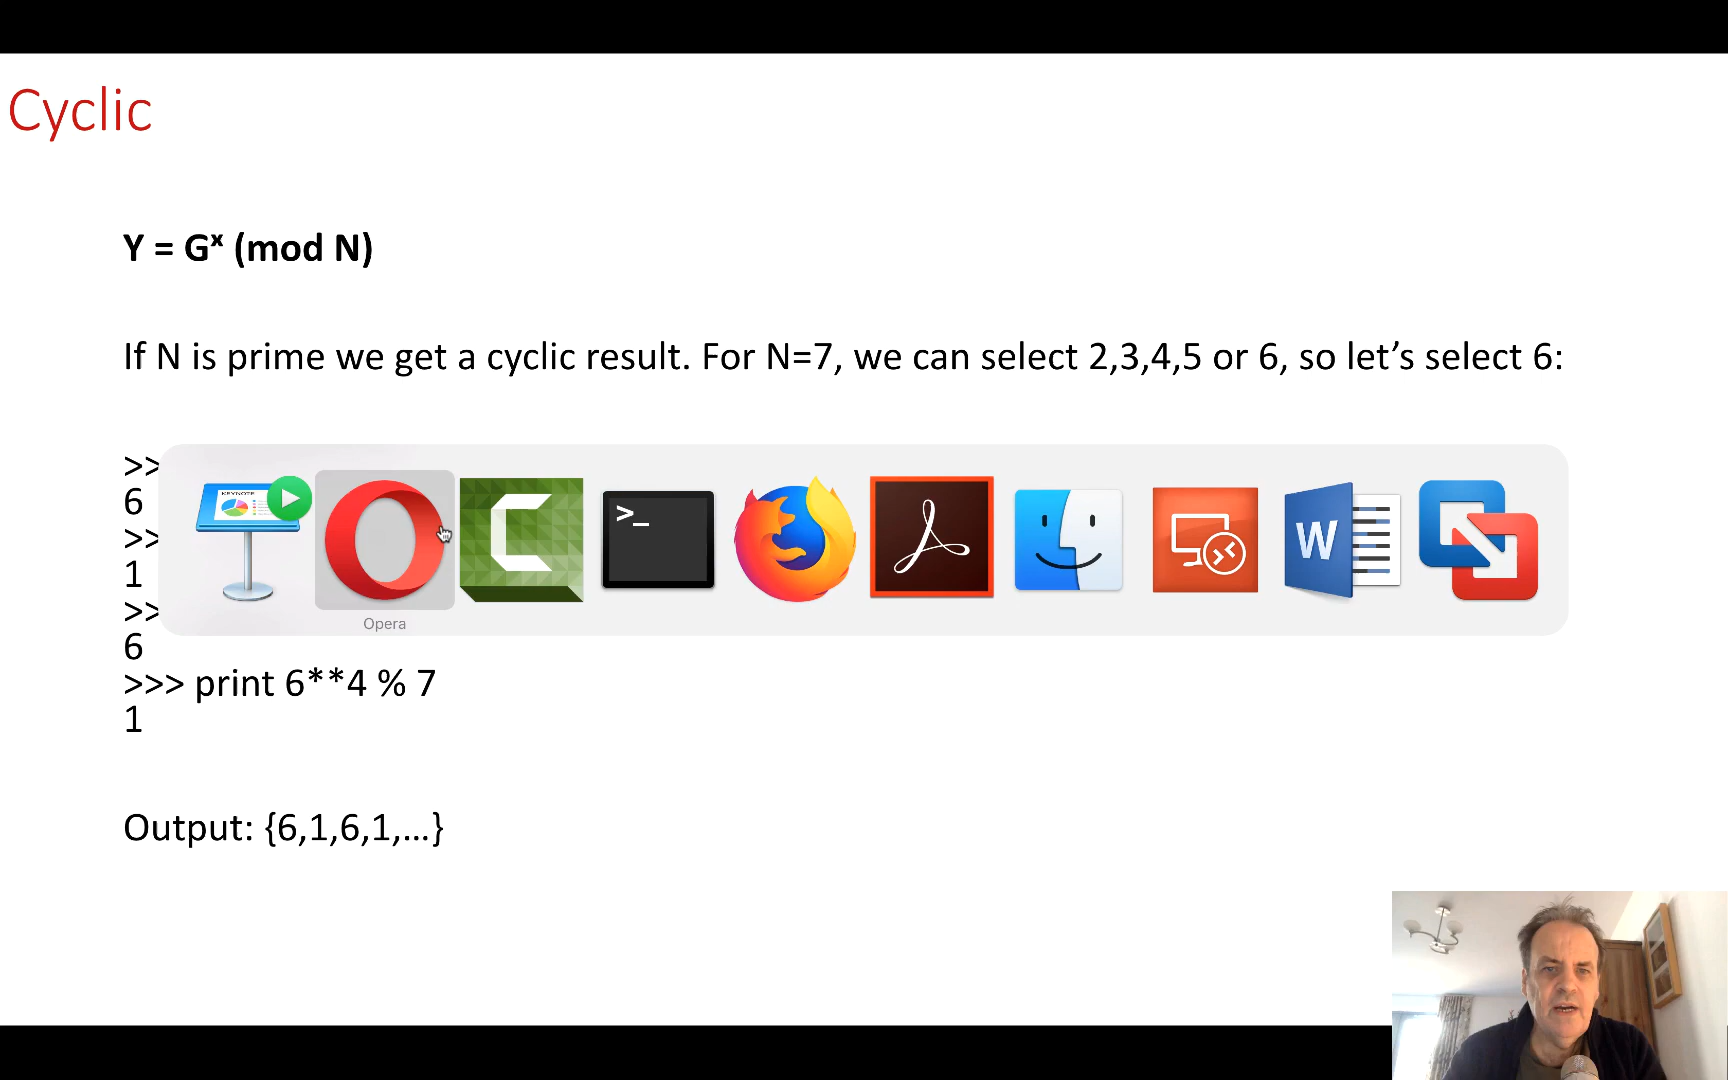 Cyclic
Y = Gˣ (mod N)
If N is prime we get a cyclic result. For N=7, we can select 2,3,4,5 or 6, so let’s select 6:
>>
6
>>
1
>>
6
KEYNOTE
>_
W
Opera
>>> print 6**4 % 7
1
Output: {6,1,6,1,…}